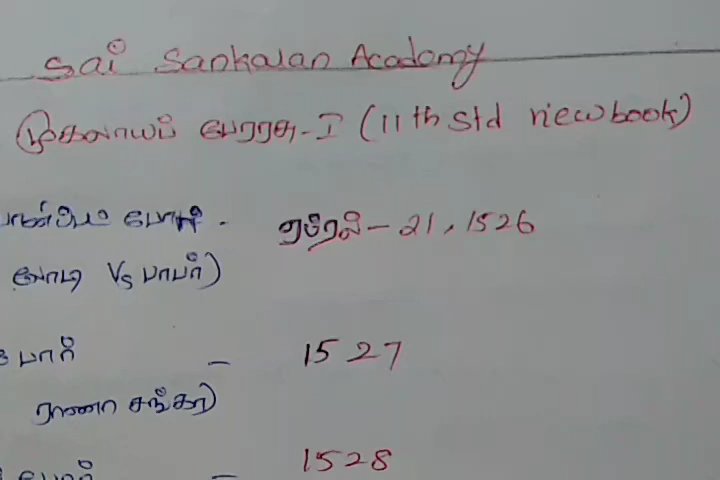 Sai Sankalan Academy
முகலாயப் பேரரசு - I (11th Std new book)
போர் - ஏப்ரல் - 21, 1526
லோடி Vs பாபர்)
போர் - 1527
ராணா சங்கா)
போர் - 1528